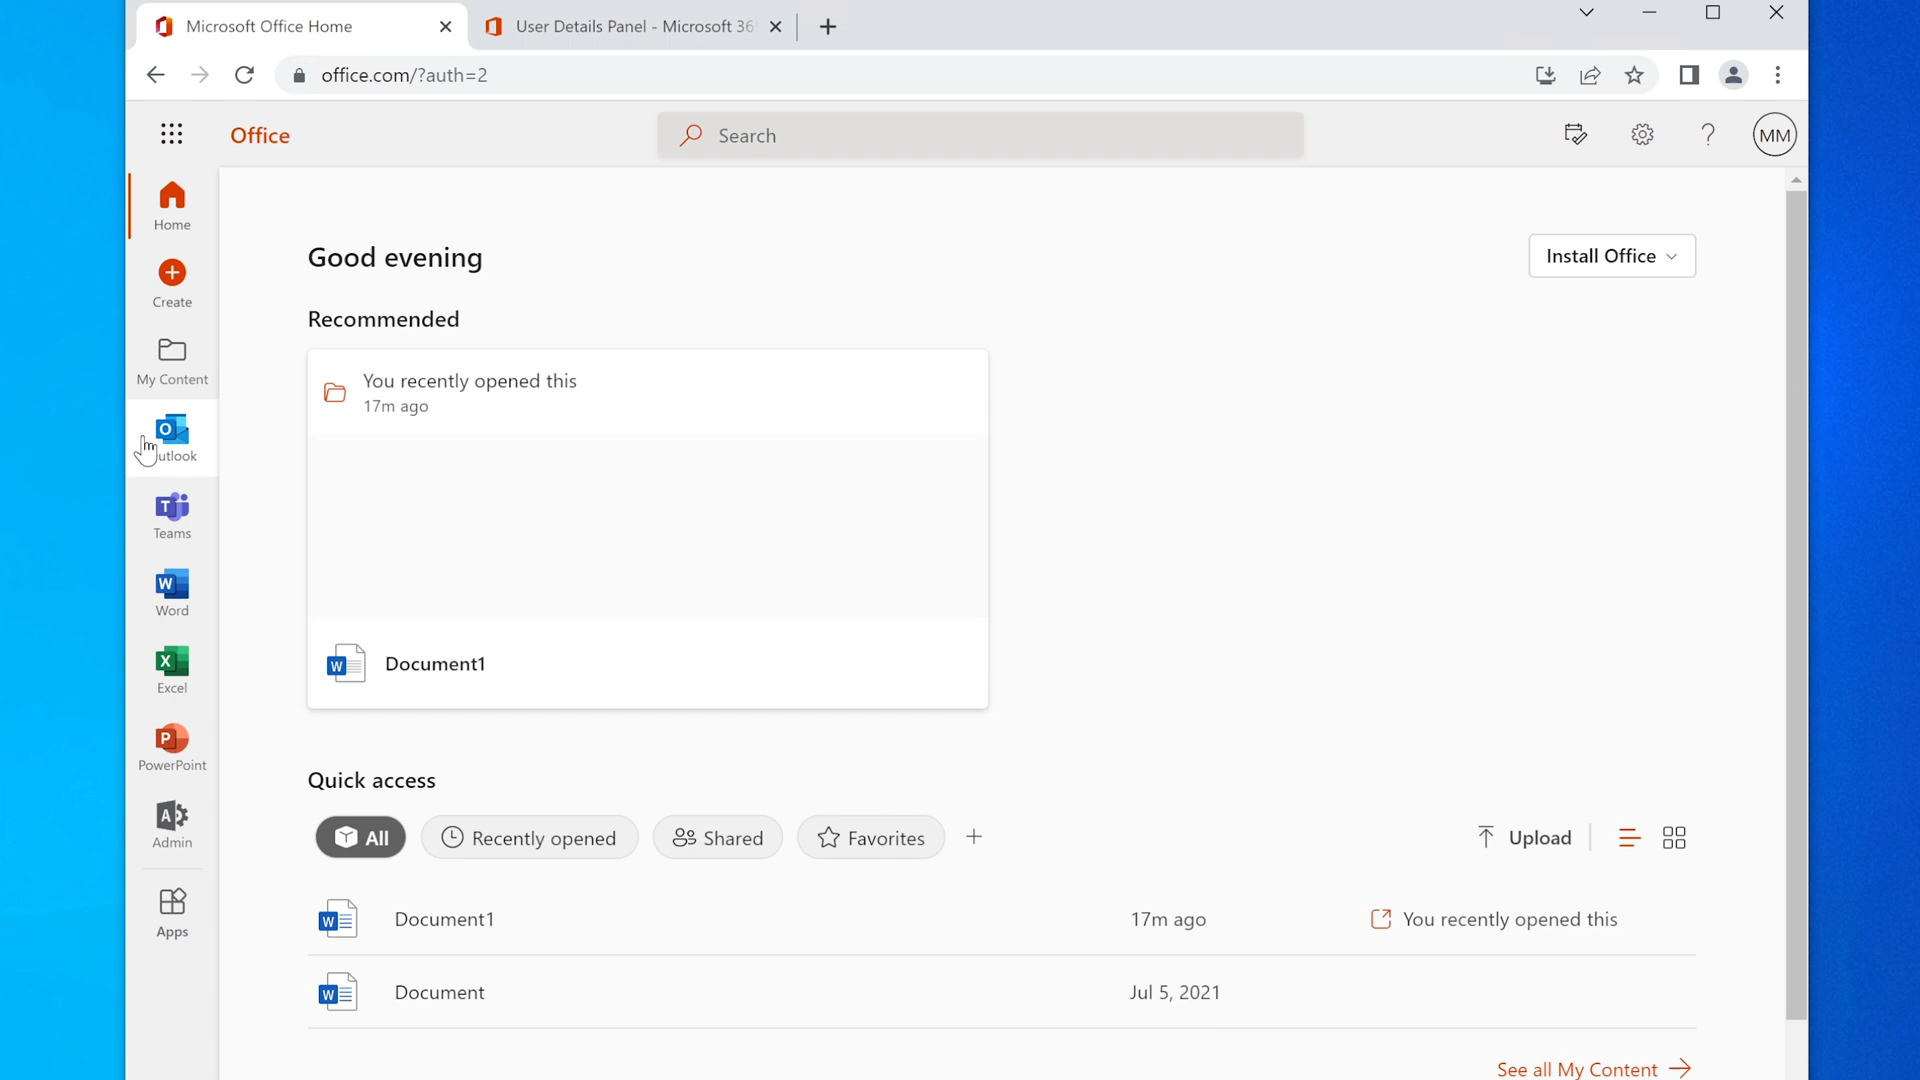 Microsoft Office Home
User Details Panel - Microsoft 36
office.com/?auth=2
Office
Search
MM
Home
Create
My Content
utlook
Teams
Word
Excel
PowerPoint
Admin
Apps
Good evening
Install Office
Recommended
You recently opened this
17m ago
Document1
Quick access
All
Recently opened
Shared
Favorites
Upload
Document1
17m ago
You recently opened this
Document
Jul 5, 2021
See all My Content